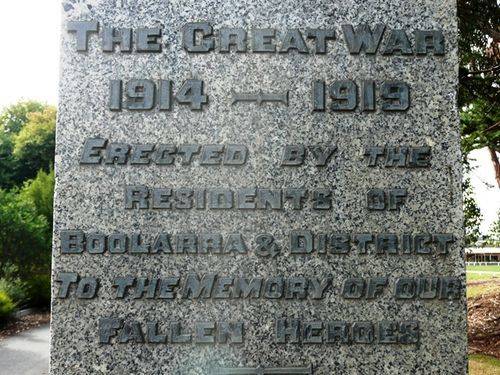 The Great War
1914 — 1919
Erected by the
Residents of
Boolarra & District
To the Memory of our
Fallen Heroes